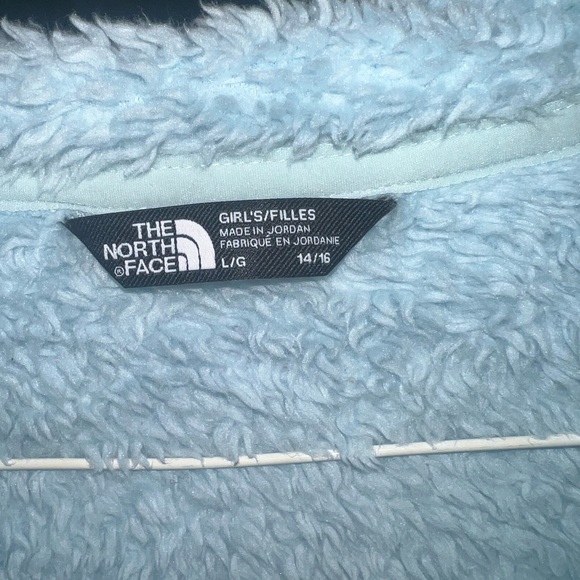 THE
NORTH
®FACE
GIRL'S/FILLES
MADE IN JORDAN
FABRIQUÉ EN JORDANIE
L/G 14/16